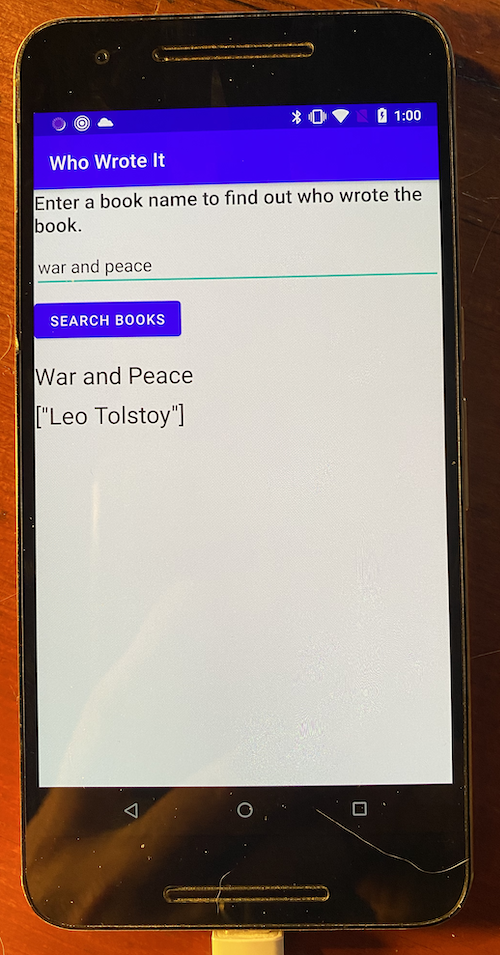 1:00
Who Wrote It
Enter a book name to find out who wrote the
book.
war and peace
SEARCH BOOKS
War and Peace
["Leo Tolstoy"]